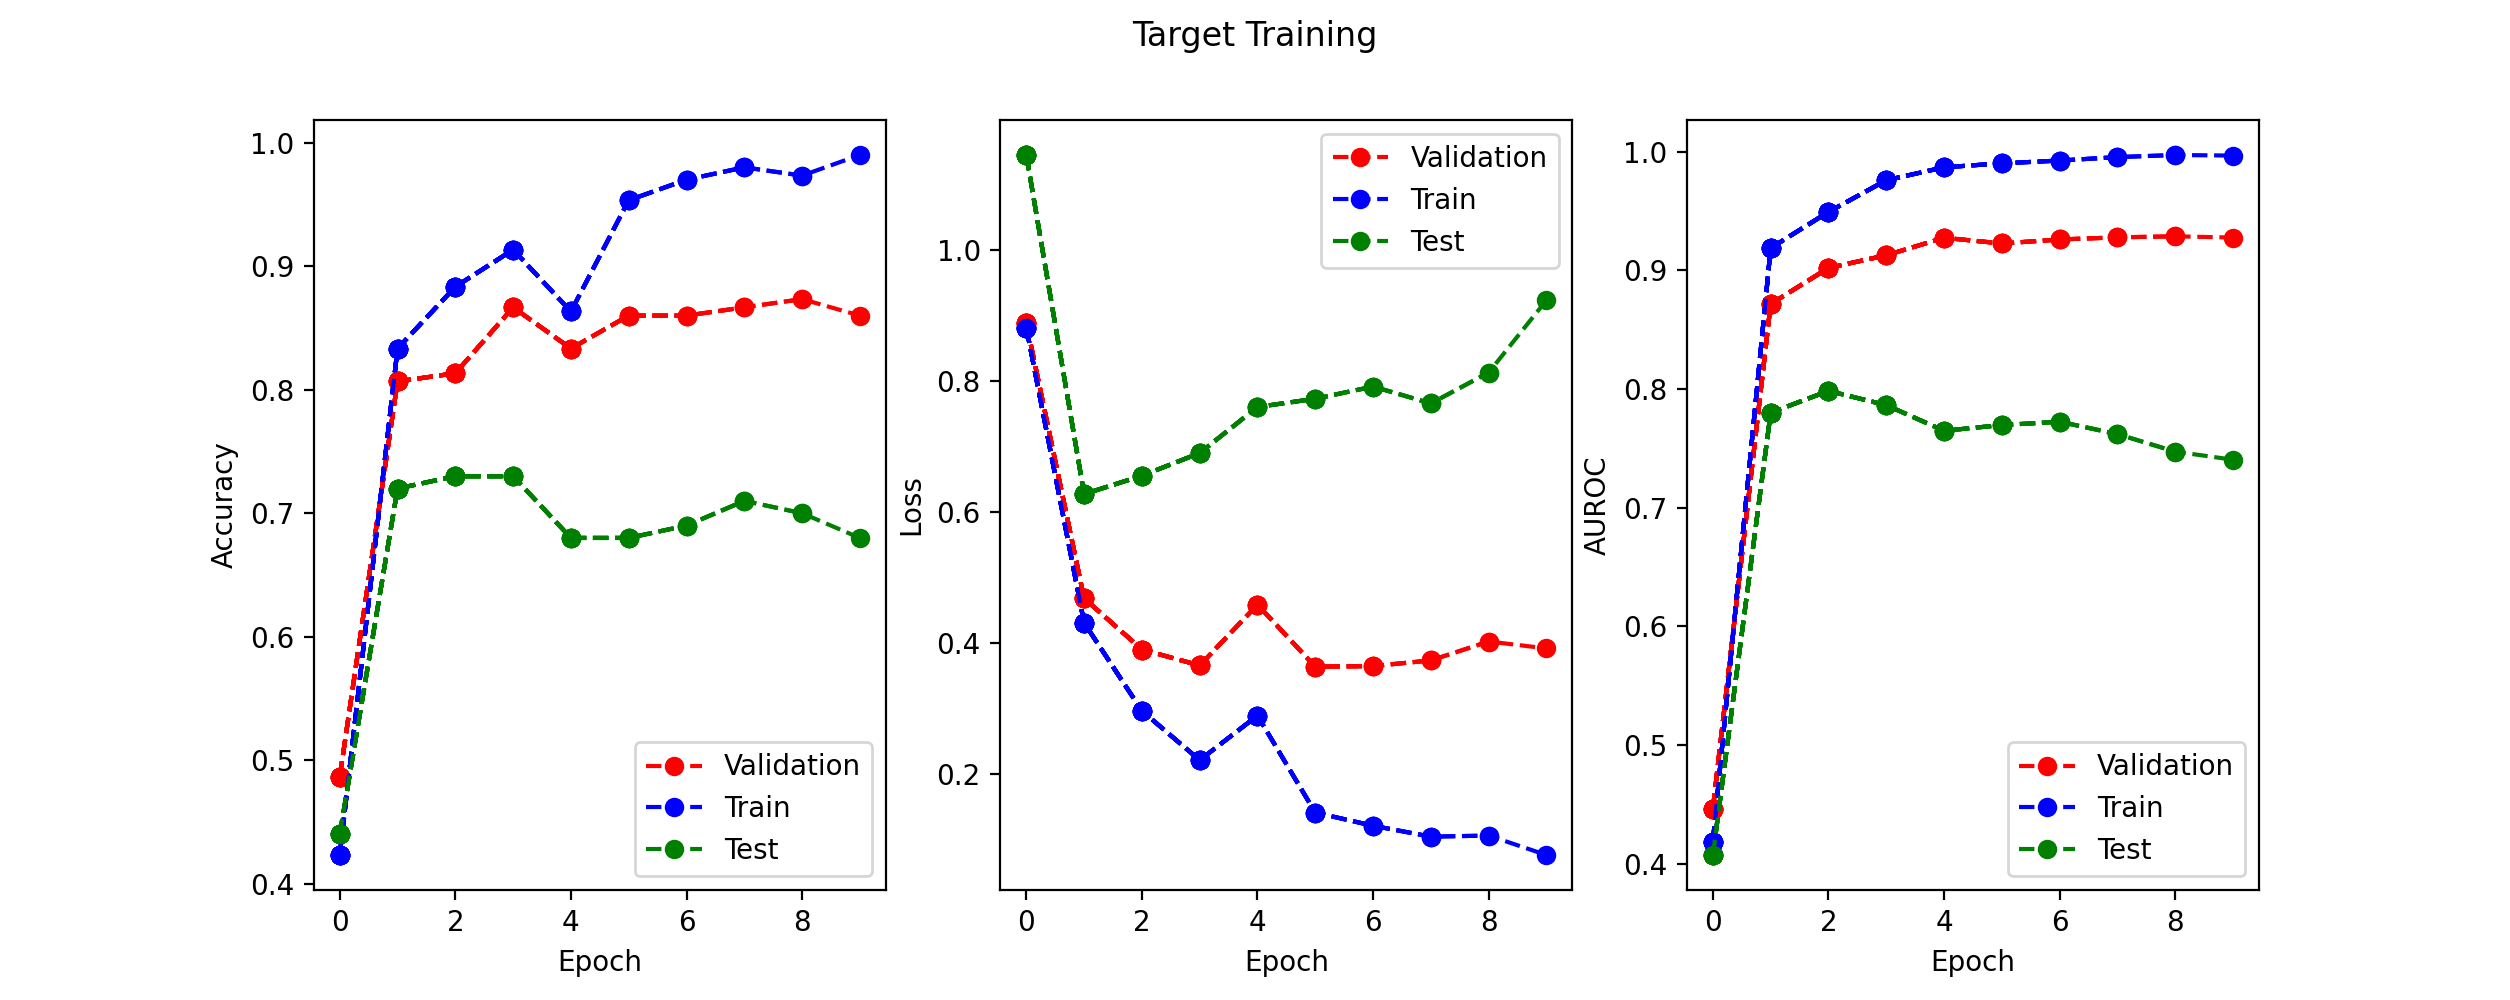 Target Training
Accuracy
1.0
0.9
0.8
0.7
0.6
0.5
0.4
0 2 4 6 8
Epoch
Validation
Train
Test
Loss
1.0
0.8
0.6
0.4
0.2
0 2 4 6 8
Epoch
Validation
Train
Test
AUROC
1.0
0.9
0.8
0.7
0.6
0.5
0.4
0 2 4 6 8
Epoch
Validation
Train
Test